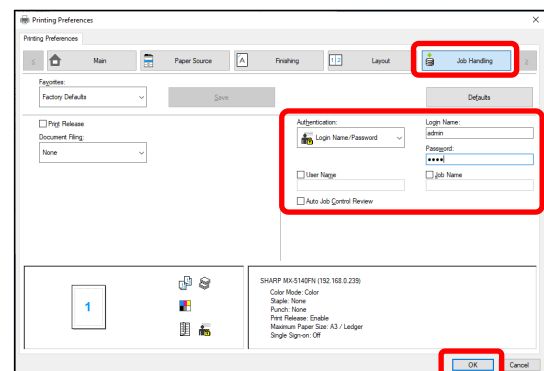 Printing Preferences
Printing Preferences
Main
Paper Source
Finishing
Layout
Job Handling
Favorites:
Factory Defaults
Save
Defaults
Print Release
Document Filing:
None
Authentication:
Login Name/Password
Login Name:
admin
Password:
••••
User Name
Job Name
Auto Job Control Review
1
SHARP MX-5140FN (192.168.0.239)
Color Mode: Color
Staple: None
Punch: None
Print Release: Enable
Maximum Paper Size: A3 / Ledger
Single Sign-on: Off
OK
Cancel